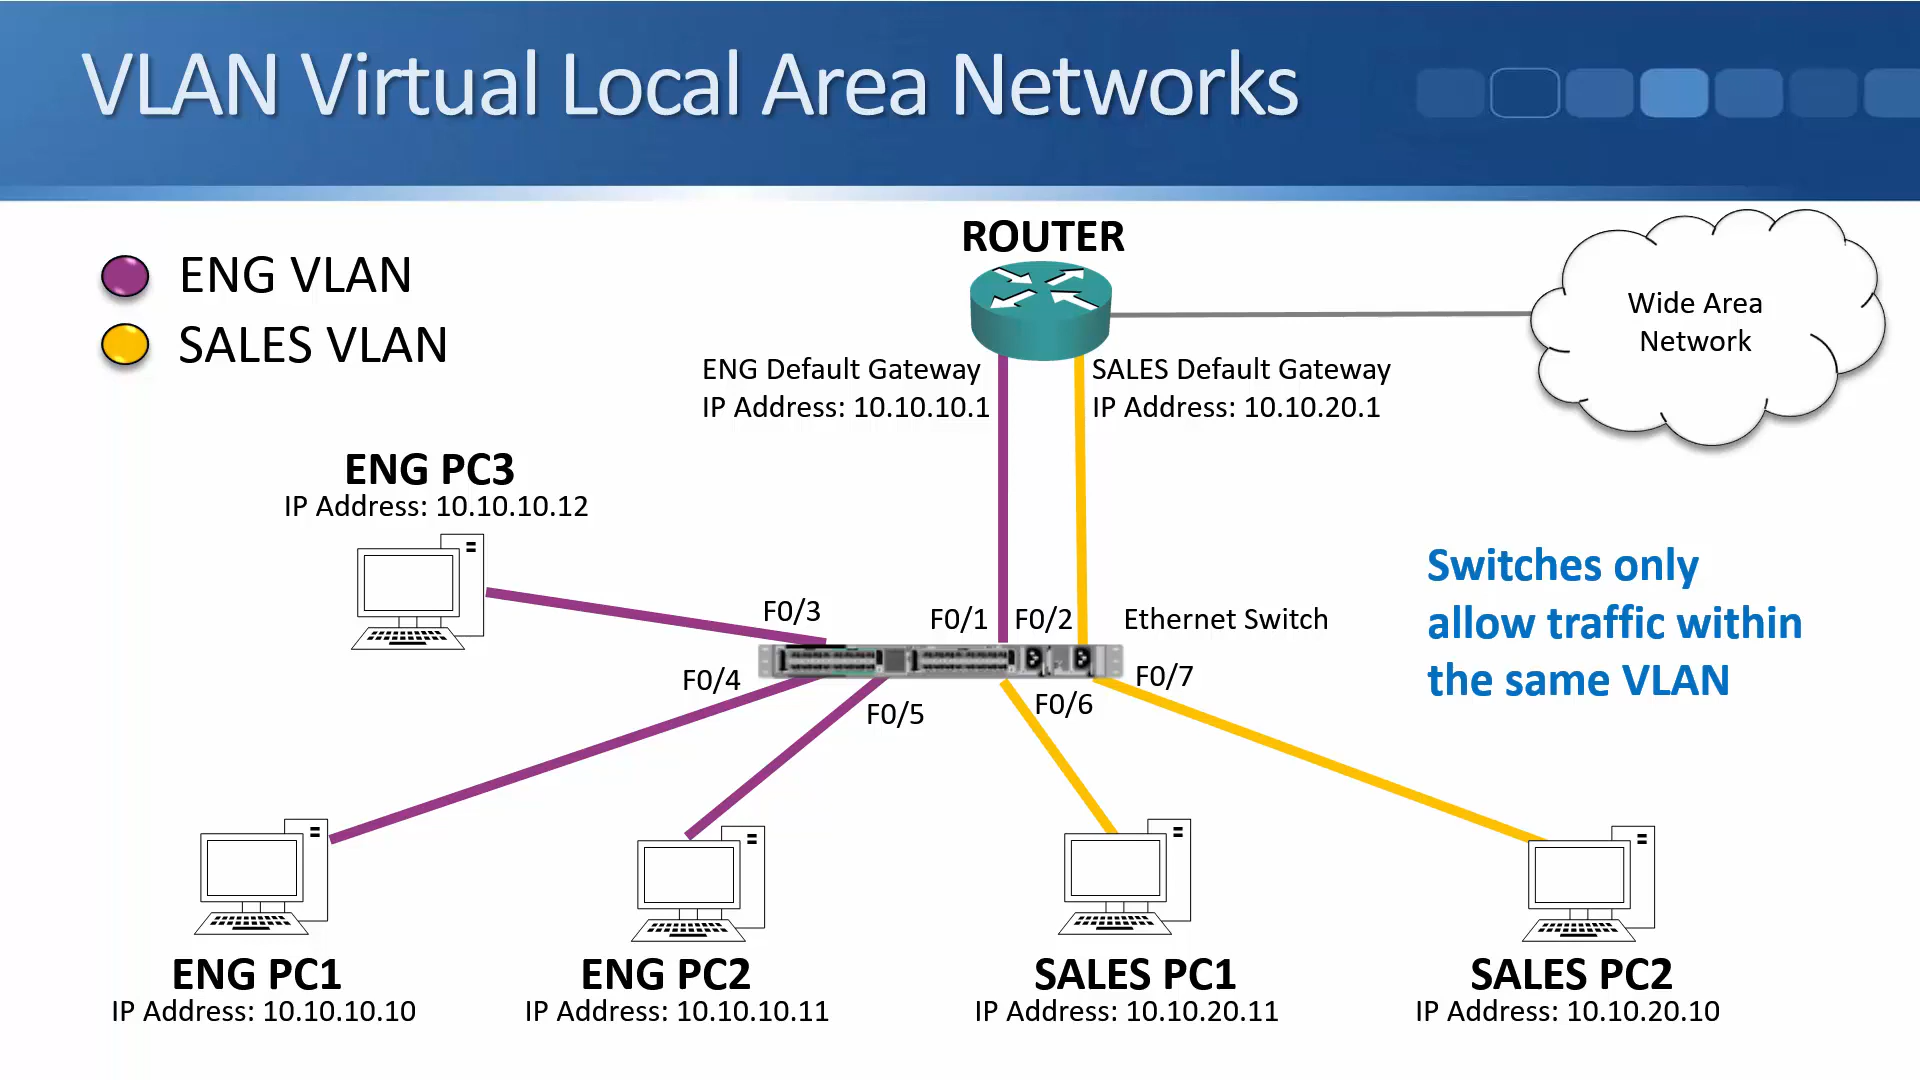 VLAN Virtual Local Area Networks
ENG VLAN
SALES VLAN
ROUTER
Wide Area
Network
ENG Default Gateway
IP Address: 10.10.10.1
SALES Default Gateway
IP Address: 10.10.20.1
ENG PC3
IP Address: 10.10.10.12
F0/3
F0/1
F0/2
Ethernet Switch
Switches only
allow traffic within
the same VLAN
F0/4
F0/5
F0/6
F0/7
ENG PC1
IP Address: 10.10.10.10
ENG PC2
IP Address: 10.10.10.11
SALES PC1
IP Address: 10.10.20.11
SALES PC2
IP Address: 10.10.20.10